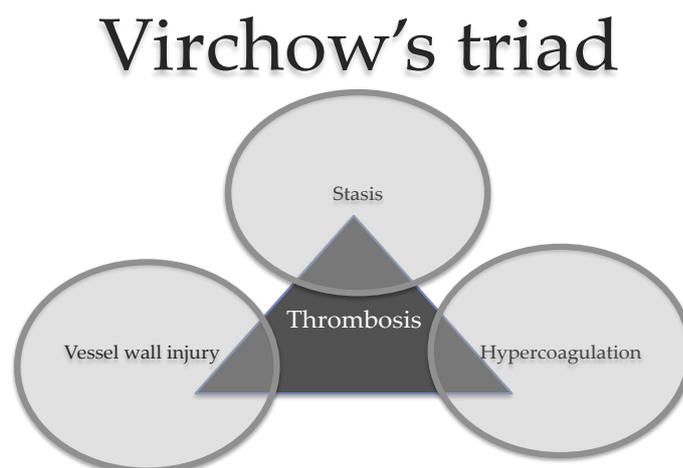 Virchow’s triad
Stasis
Thrombosis
Vessel wall injury
Hypercoagulation